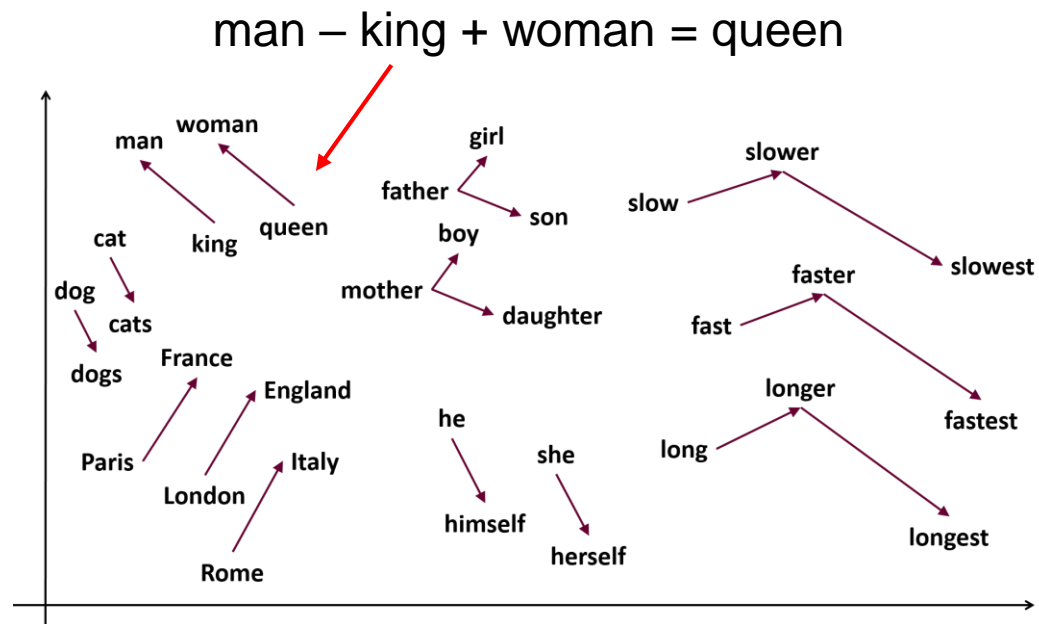 man – king + woman = queen
man
woman
king
queen
girl
father
son
boy
mother
daughter
slower
slow
slowest
cat
cats
dog
dogs
faster
fast
fastest
France
Paris
England
London
Italy
Rome
he
himself
she
herself
longer
long
longest